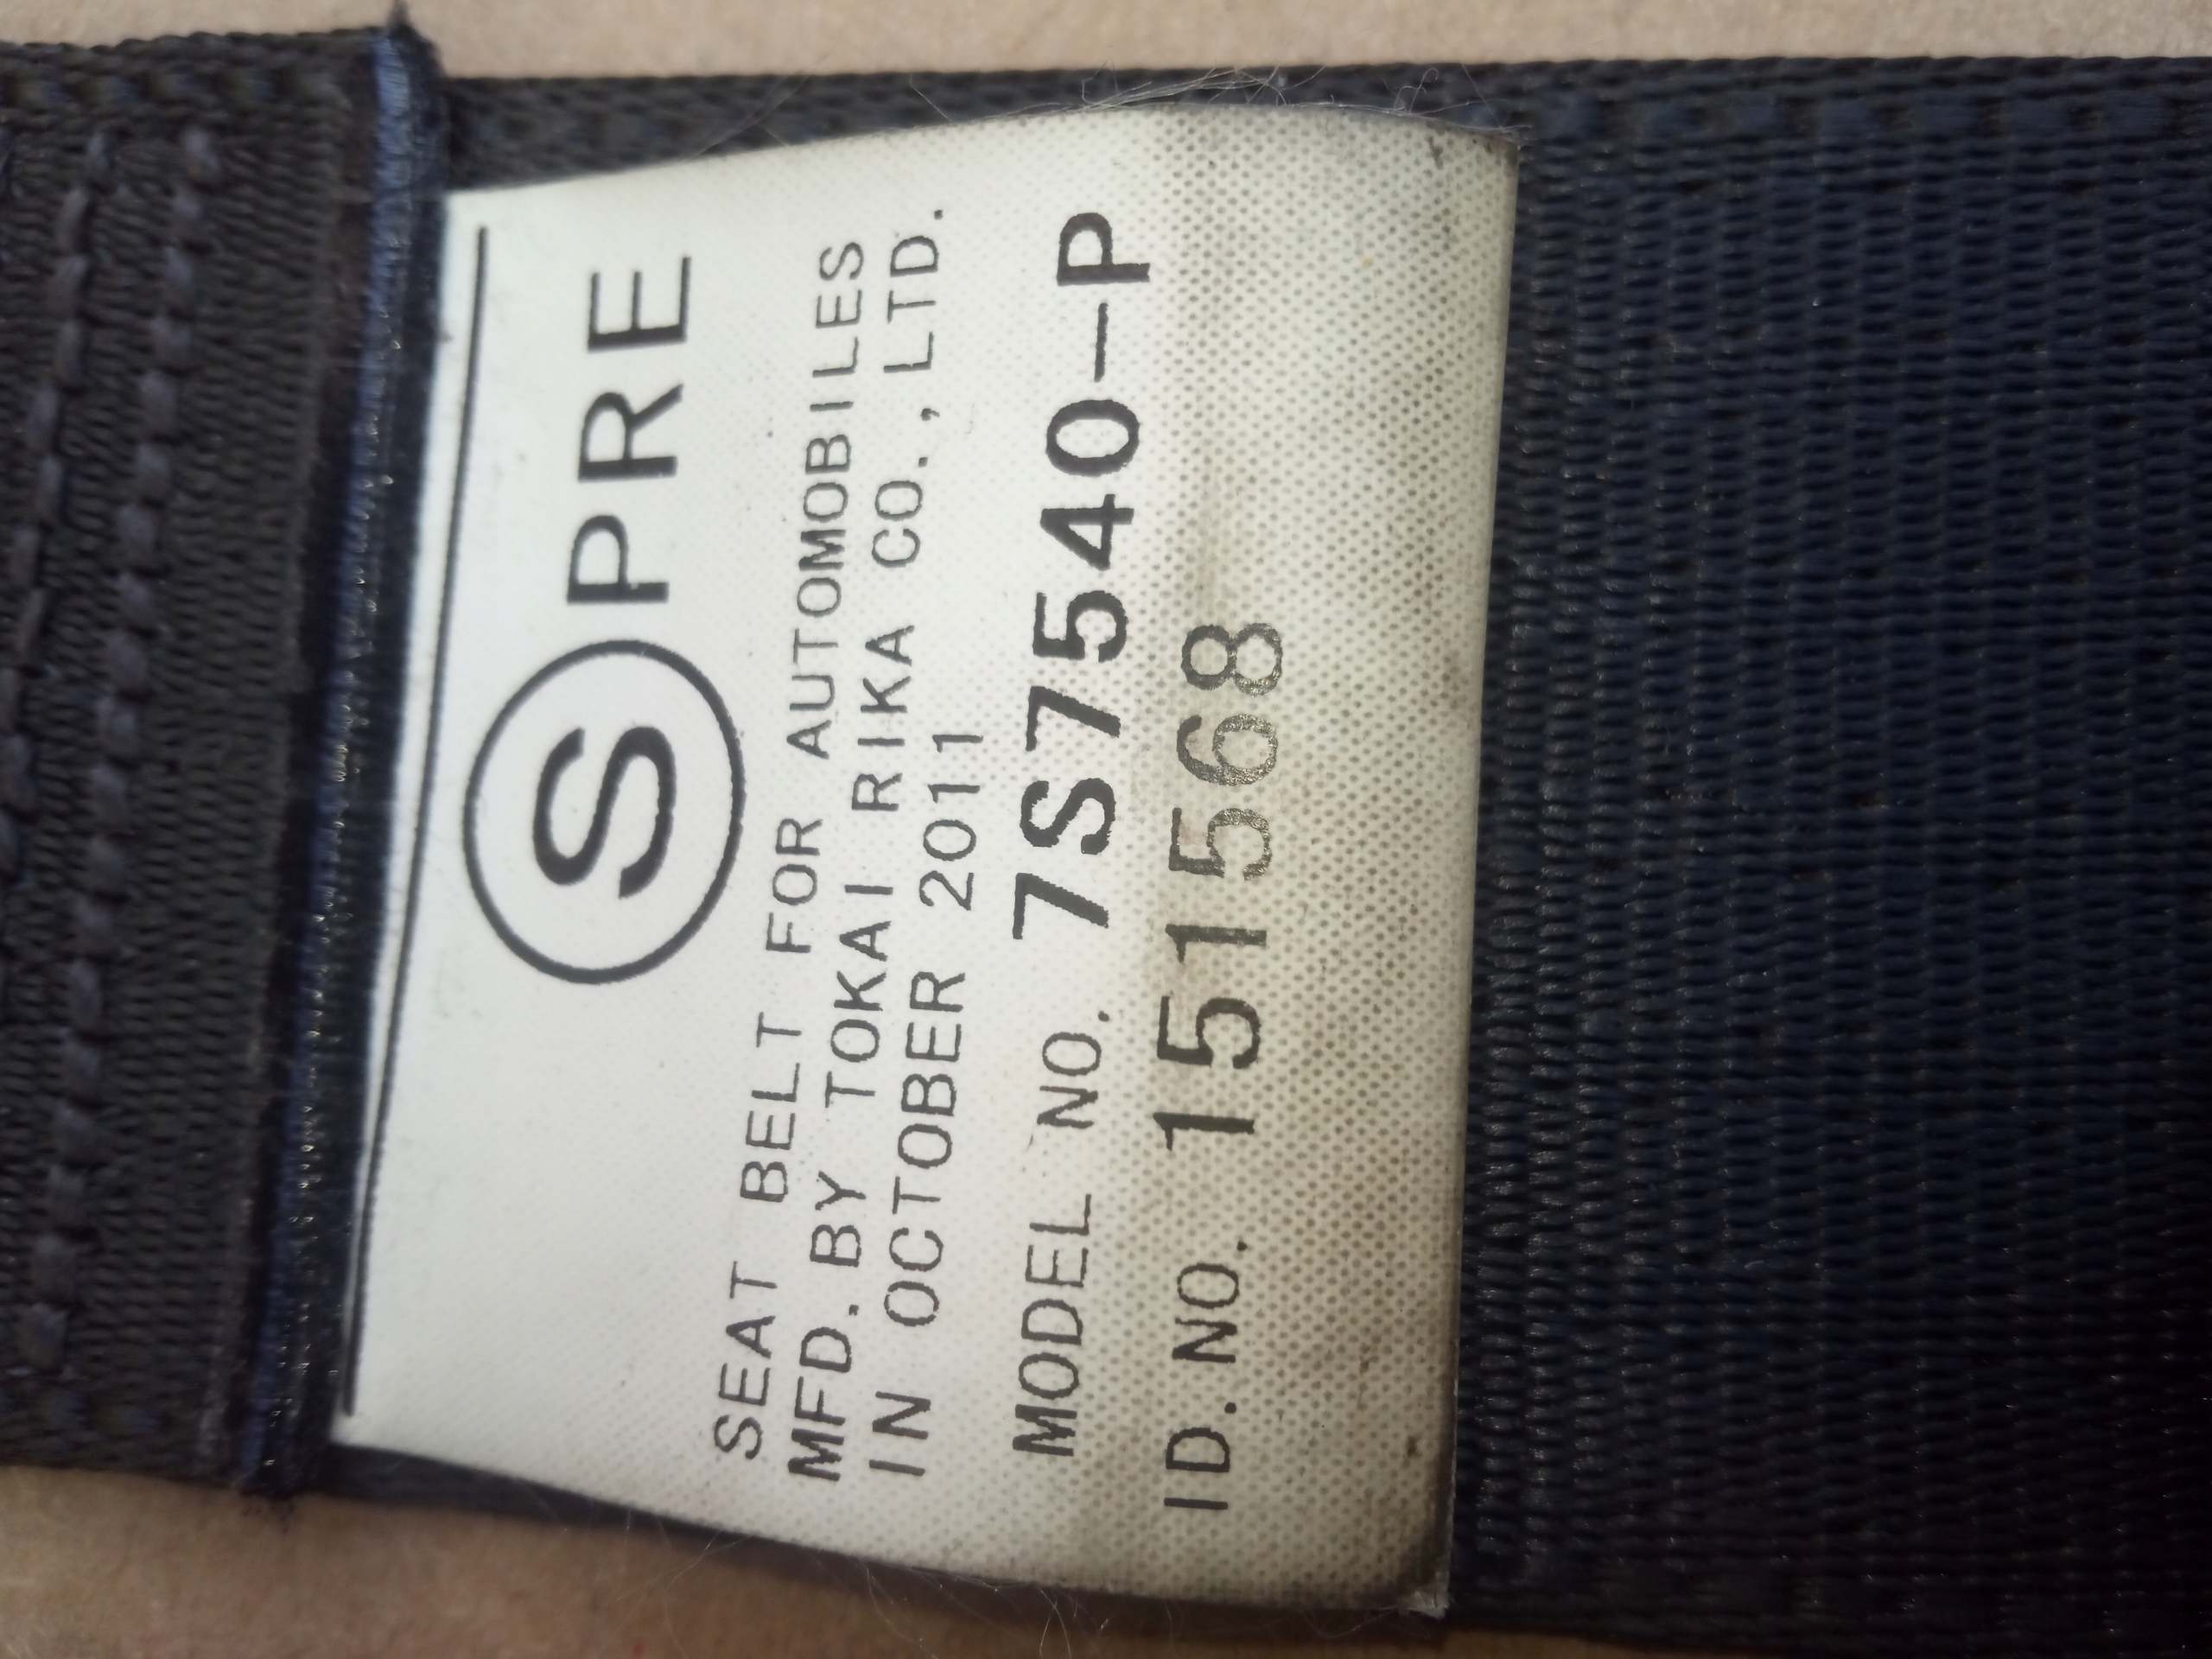 S PRE
SEAT BELT FOR AUTOMOBILES
MFD. BY TOKAI RIKA CO., LTD.
IN OCTOBER 2011
MODEL NO. 7S7540-P
ID. NO. 151568